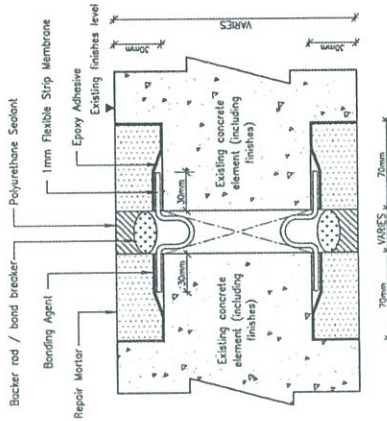 Backer rod / bond breaker
Bonding Agent
Repair Mortar
Polyurethane Sealant
1mm Flexible Strip Membrane
Epoxy Adhesive
Existing finishes level
30mm
VARIES
30mm
30mm
30mm
Existing concrete
element (including
finishes)
Existing concrete
element (including
finishes)
70mm
VARIES
70mm